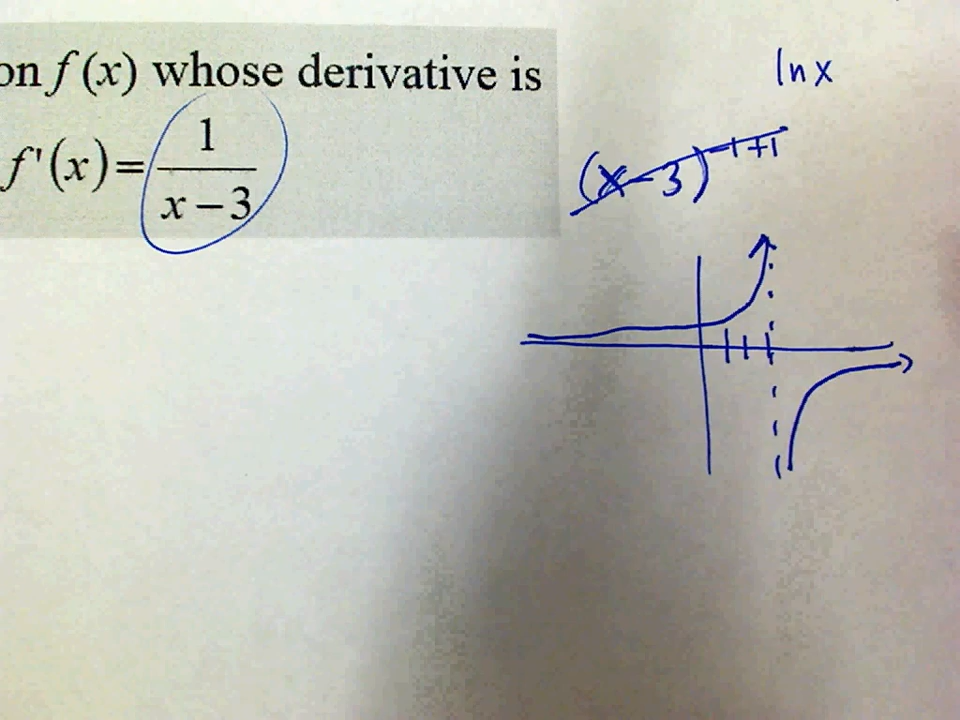 on f(x) whose derivative is
f'(x)= 1/(x-3)
ln x
(x-3)^-1+1